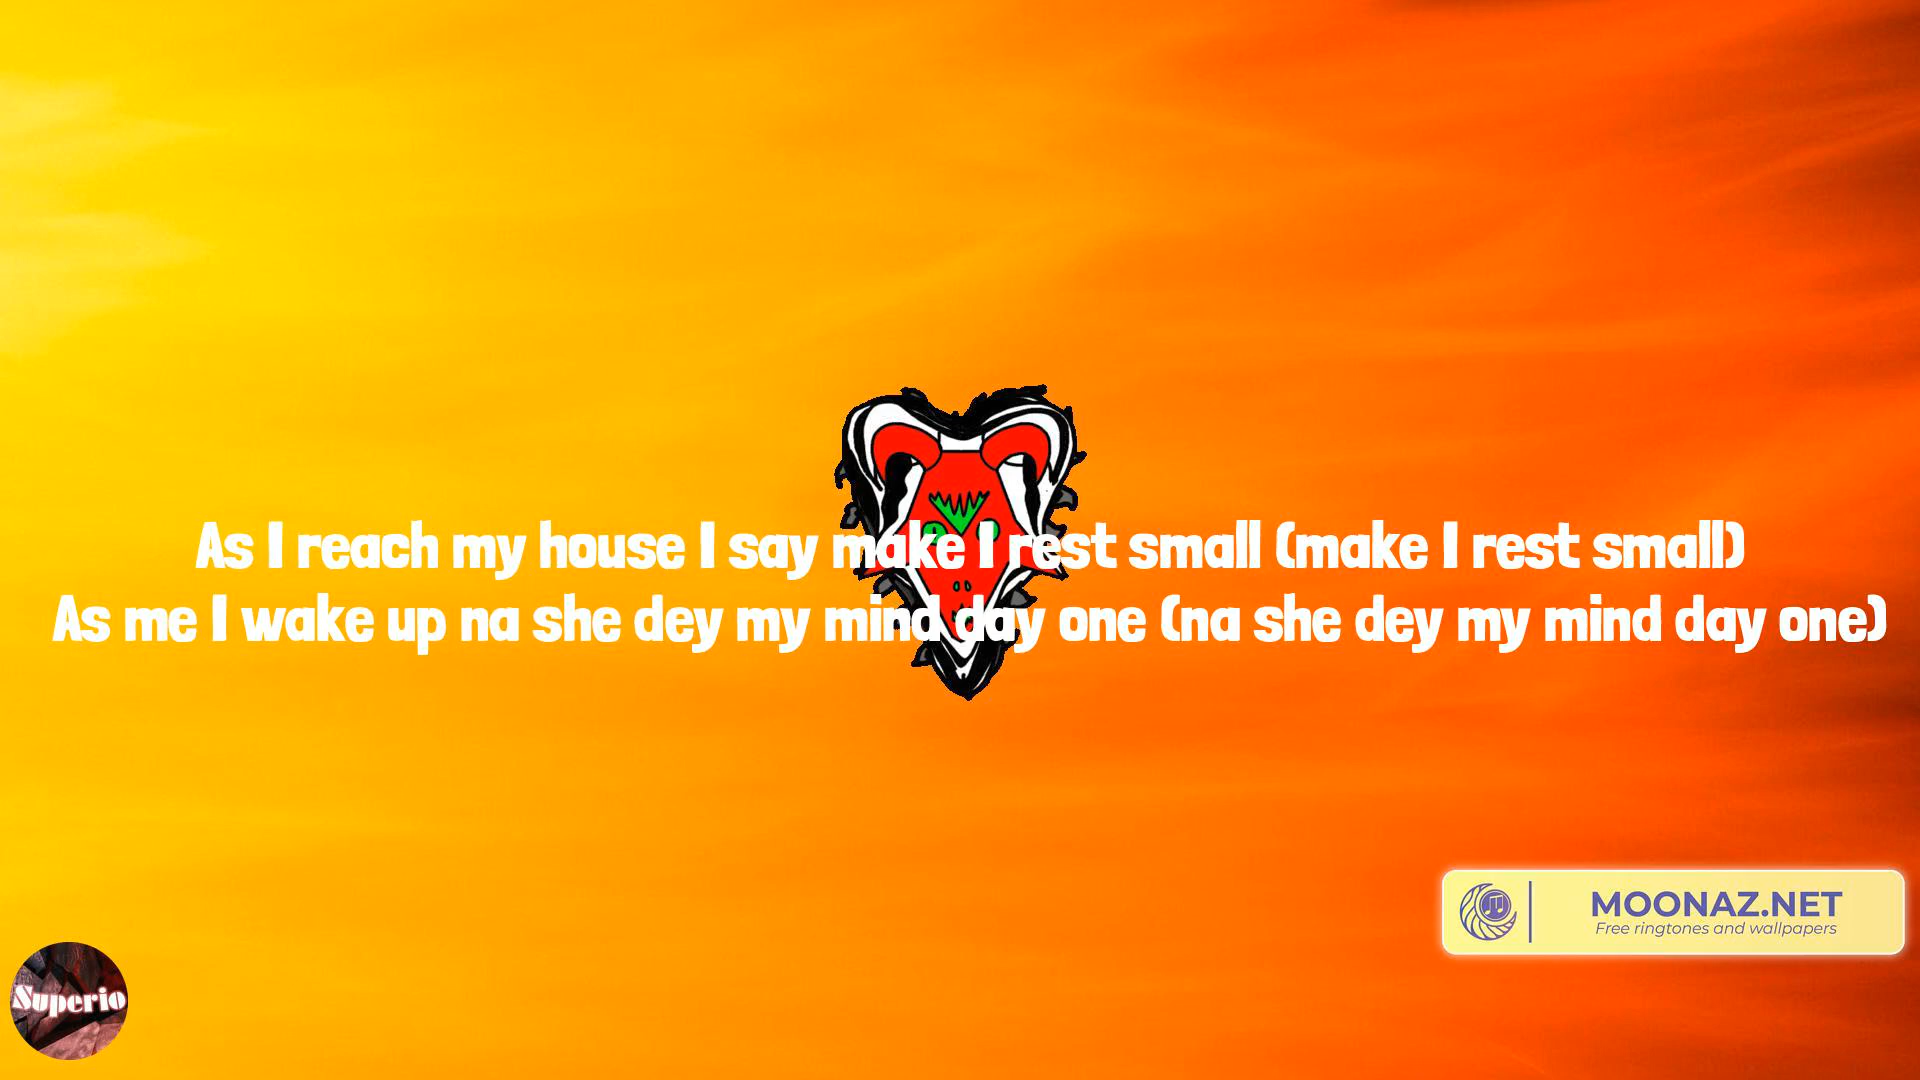 As I reach my house I say make I rest small (make I rest small)
As me I wake up na she dey my mind day one (na she dey my mind day one)
MOONAZ.NET
Free ringtones and wallpapers
Superio